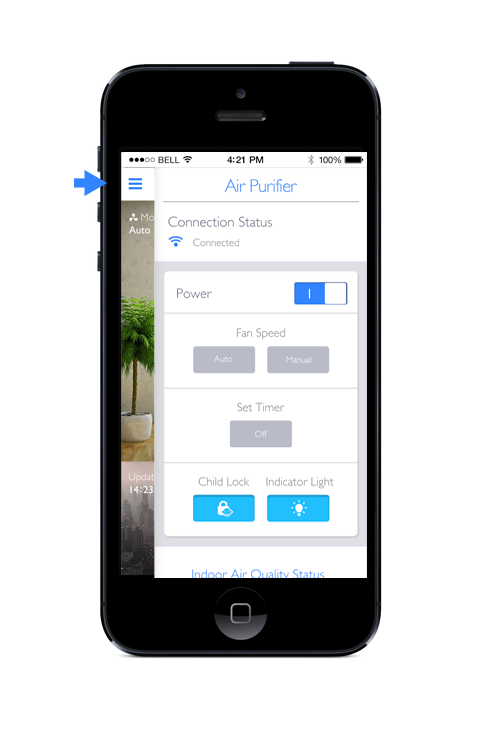 BELL 4:21 PM 100%
Air Purifier
Mo
Auto
Connection Status
Connected
Power
I
Fan Speed
Auto Manual
Set Timer
Off
Child Lock Indicator Light
Updat
14:23
Indoor Air Quality Status